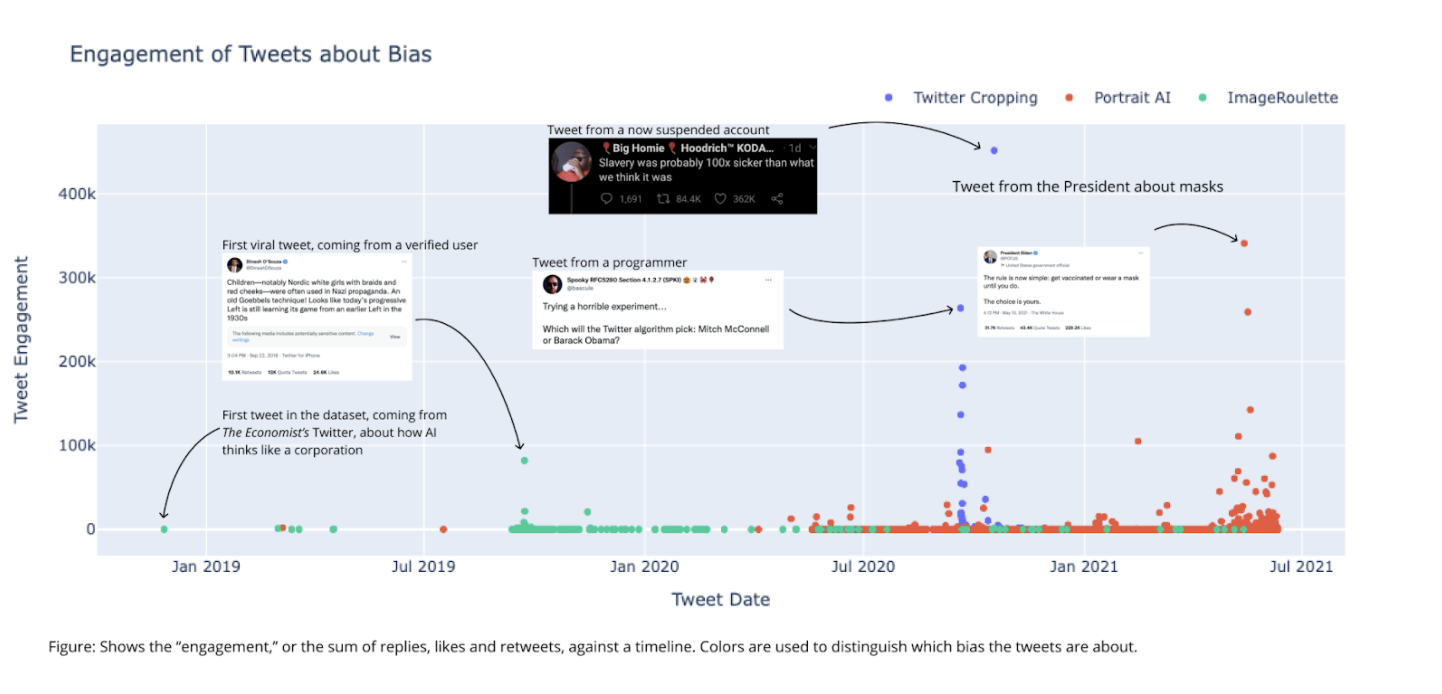 Engagement of Tweets about Bias
Twitter Cropping
Portrait AI
ImageRoulette
Tweet from a now suspended account
Big Homie Hoodrich™ KODA... · 1d
Slavery was probably 100x sicker than what
we think it was
1,691 84.4K 362K
Tweet from the President about masks
400k
First viral tweet, coming from a verified user
Dinesh D'Souza
@DineshDSouza
Children—notably Nordic white girls with braids and
red cheeks—were often used in Nazi propaganda. An
old Goebbels technique! Looks like today's progressive
Left is still learning its game from an earlier Left in the
1930s
The following media includes potentially sensitive content. Change
settings
View
3:04 PM · Sep 22, 2019 · Twitter for iPhone
10.1K Retweets 13K Quote Tweets 24.6K Likes
Tweet from a programmer
Spooky RFC5280 Section 4.1.2.7 (SPKI)
@bascule
Trying a horrible experiment...
Which will the Twitter algorithm pick: Mitch McConnell
or Barack Obama?
President Biden
@POTUS
United States government official
The rule is now simple: get vaccinated or wear a mask
until you do.
The choice is yours.
4:13 PM · May 13, 2021 · The White House
Retweets 43.4K Quote Tweets Likes
300k
200k
First tweet in the dataset, coming from
The Economist's Twitter, about how AI
thinks like a corporation
100k
0
Tweet Engagement
Jan 2019
Jul 2019
Jan 2020
Jul 2020
Jan 2021
Jul 2021
Tweet Date
Figure: Shows the “engagement,” or the sum of replies, likes and retweets, against a timeline. Colors are used to distinguish which bias the tweets are about.